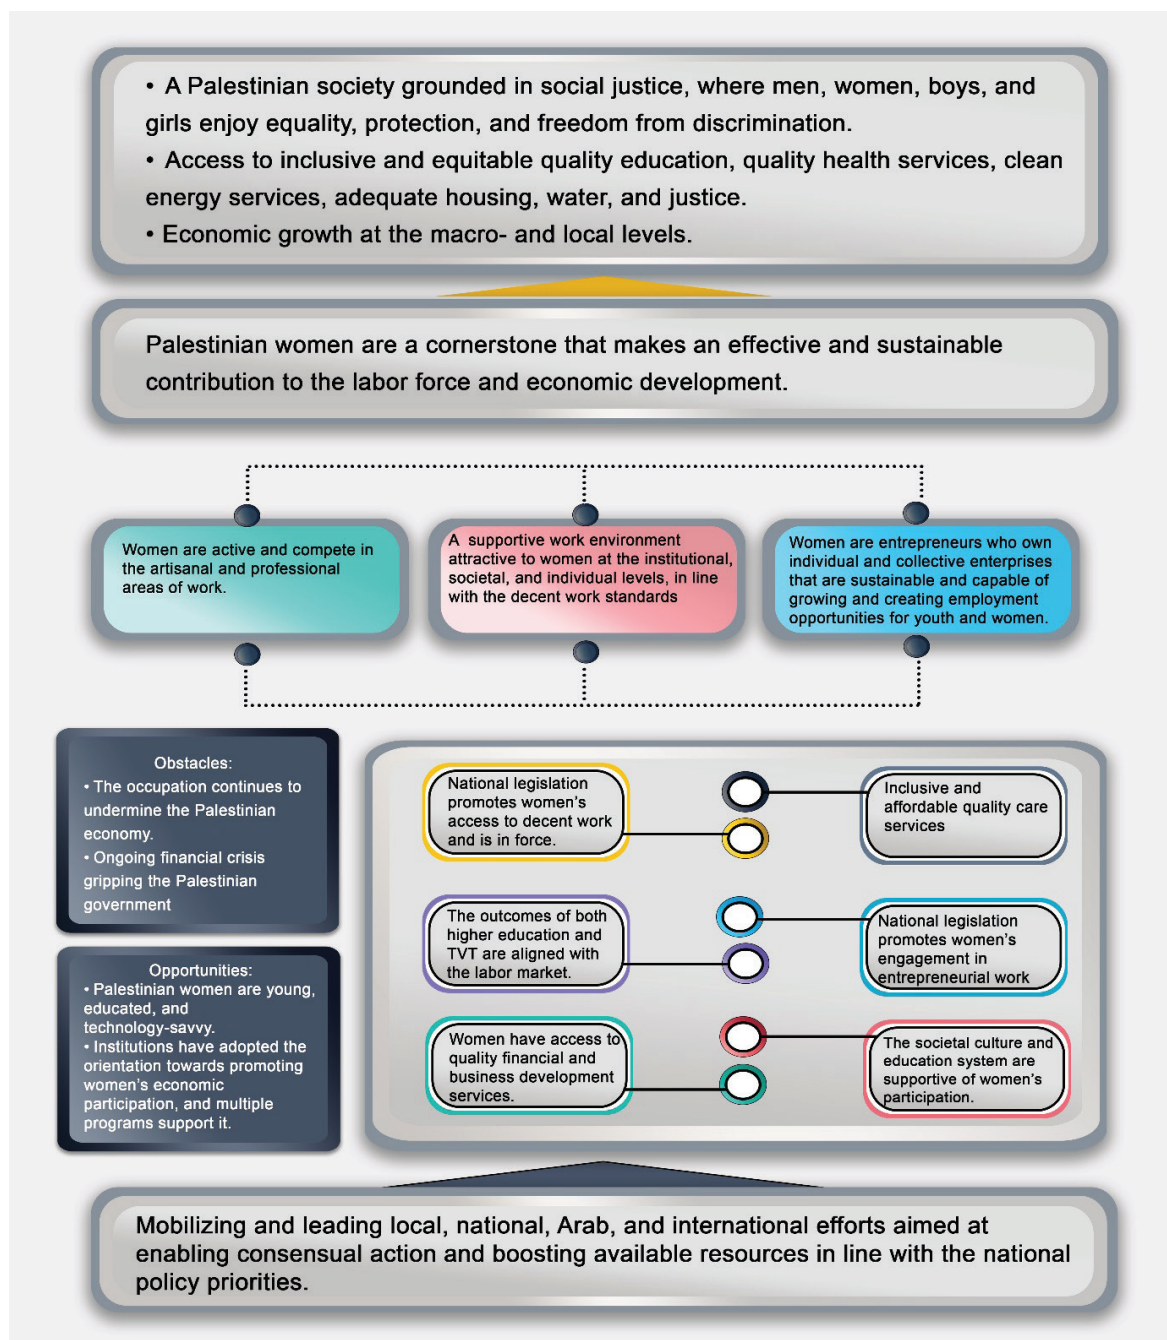 • A Palestinian society grounded in social justice, where men, women, boys, and
girls enjoy equality, protection, and freedom from discrimination.
• Access to inclusive and equitable quality education, quality health services, clean
energy services, adequate housing, water, and justice.
• Economic growth at the macro- and local levels.
Palestinian women are a cornerstone that makes an effective and sustainable
contribution to the labor force and economic development.
Women are active and compete in
the artisanal and professional
areas of work.
A supportive work environment
attractive to women at the institutional,
societal, and individual levels, in line
with the decent work standards
Women are entrepreneurs who own
individual and collective enterprises
that are sustainable and capable of
growing and creating employment
opportunities for youth and women.
Obstacles:
• The occupation continues to
undermine the Palestinian
economy.
• Ongoing financial crisis
gripping the Palestinian
government
Opportunities:
• Palestinian women are young,
educated, and
technology-savvy.
• Institutions have adopted the
orientation towards promoting
women's economic
participation, and multiple
programs support it.
National legislation
promotes women's
access to decent work
and is in force.
Inclusive and
affordable quality care
services
The outcomes of both
higher education and
TVT are aligned with
the labor market.
National legislation
promotes women's
engagement in
entrepreneurial work
Women have access to
quality financial and
business development
services.
The societal culture and
education system are
supportive of women's
participation.
Mobilizing and leading local, national, Arab, and international efforts aimed at
enabling consensual action and boosting available resources in line with the national
policy priorities.